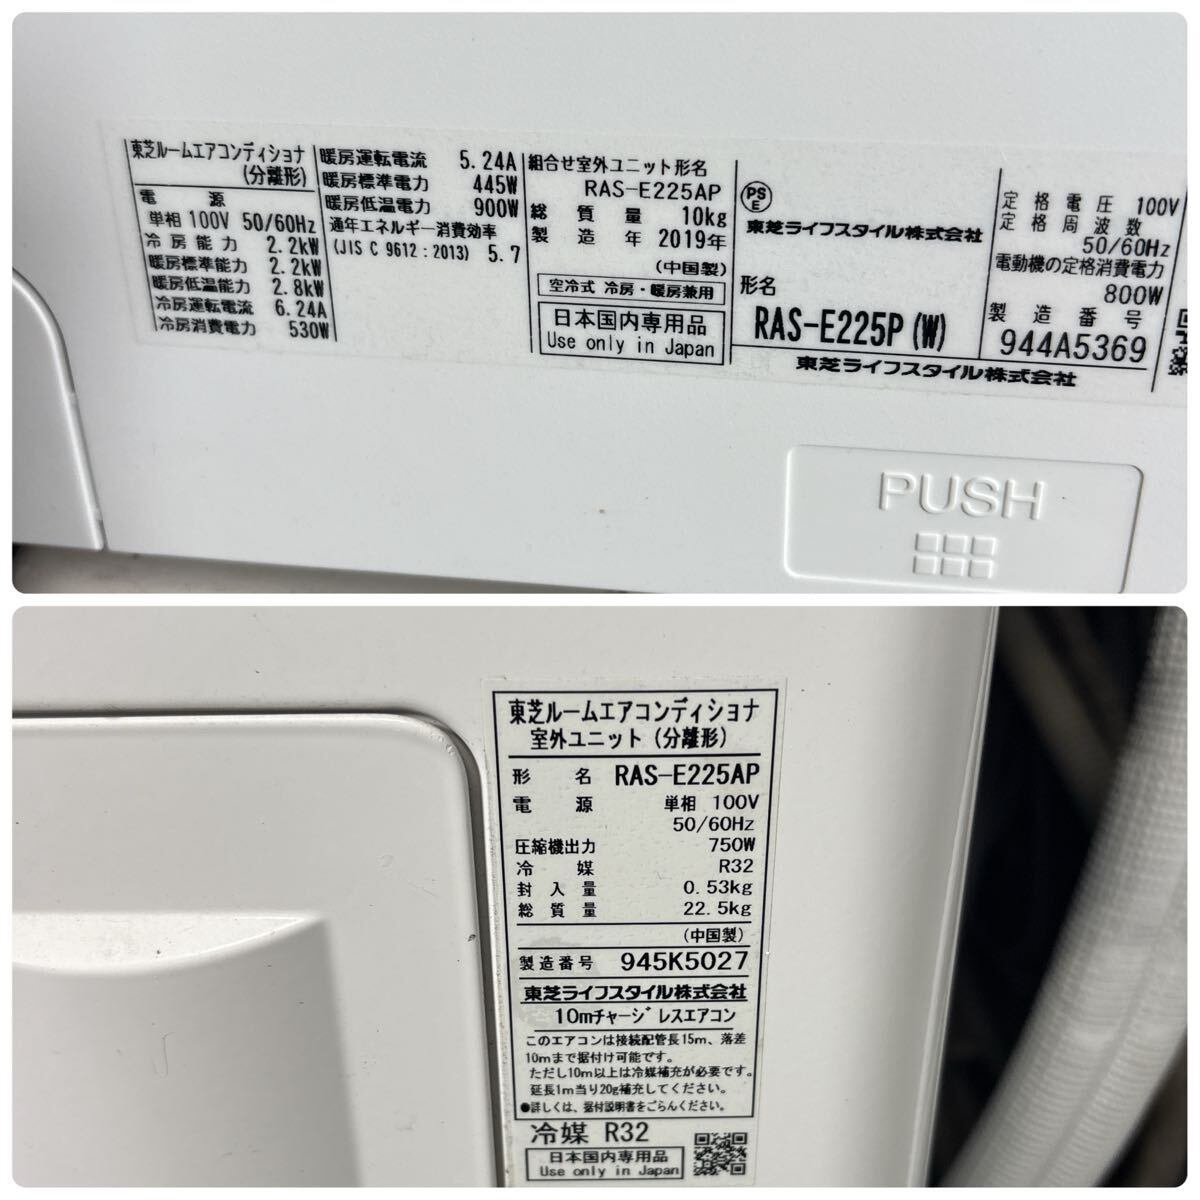 東芝ルームエアコンディショナ
(分離形)
電源
単相 100V 50/60Hz
冷房能力 2.2kW
暖房標準能力 2.2kW
暖房低温能力 2.8kW
冷房運転電流 6.24A
冷房消費電力 530W
暖房運転電流 5.24A
暖房標準電力 445W
暖房低温電力 900W
通年エネルギー消費効率
(JIS C 9612:2013) 5.7
組合せ室外ユニット形名
RAS-E225AP
総質量 10kg
製造年 2019年
(中国製)
空冷式 冷房・暖房兼用
日本国内専用品
Use only in Japan
PS
E
東芝ライフスタイル株式会社
形名
RAS-E225P(W)
定格電圧 100V
定格周波数
50/60Hz
電動機の定格消費電力
800W
製造番号
944A5369
東芝ライフスタイル株式会社
PUSH
東芝ルームエアコンディショナ
室外ユニット(分離形)
形名 RAS-E225AP
電源 単相 100V
50/60Hz
圧縮機出力 750W
冷媒 R32
封入量 0.53kg
総質量 22.5kg
(中国製)
製造番号 945K5027
東芝ライフスタイル株式会社
10mチャージレスエアコン
このエアコンは接続配管長15m、落差
10mまで据付け可能です。
ただし10m以上は冷媒補充が必要です。
延長1m当り20g補充してください。
●詳しくは、据付説明書をごらんください。
冷媒 R32
日本国内専用品
Use only in Japan